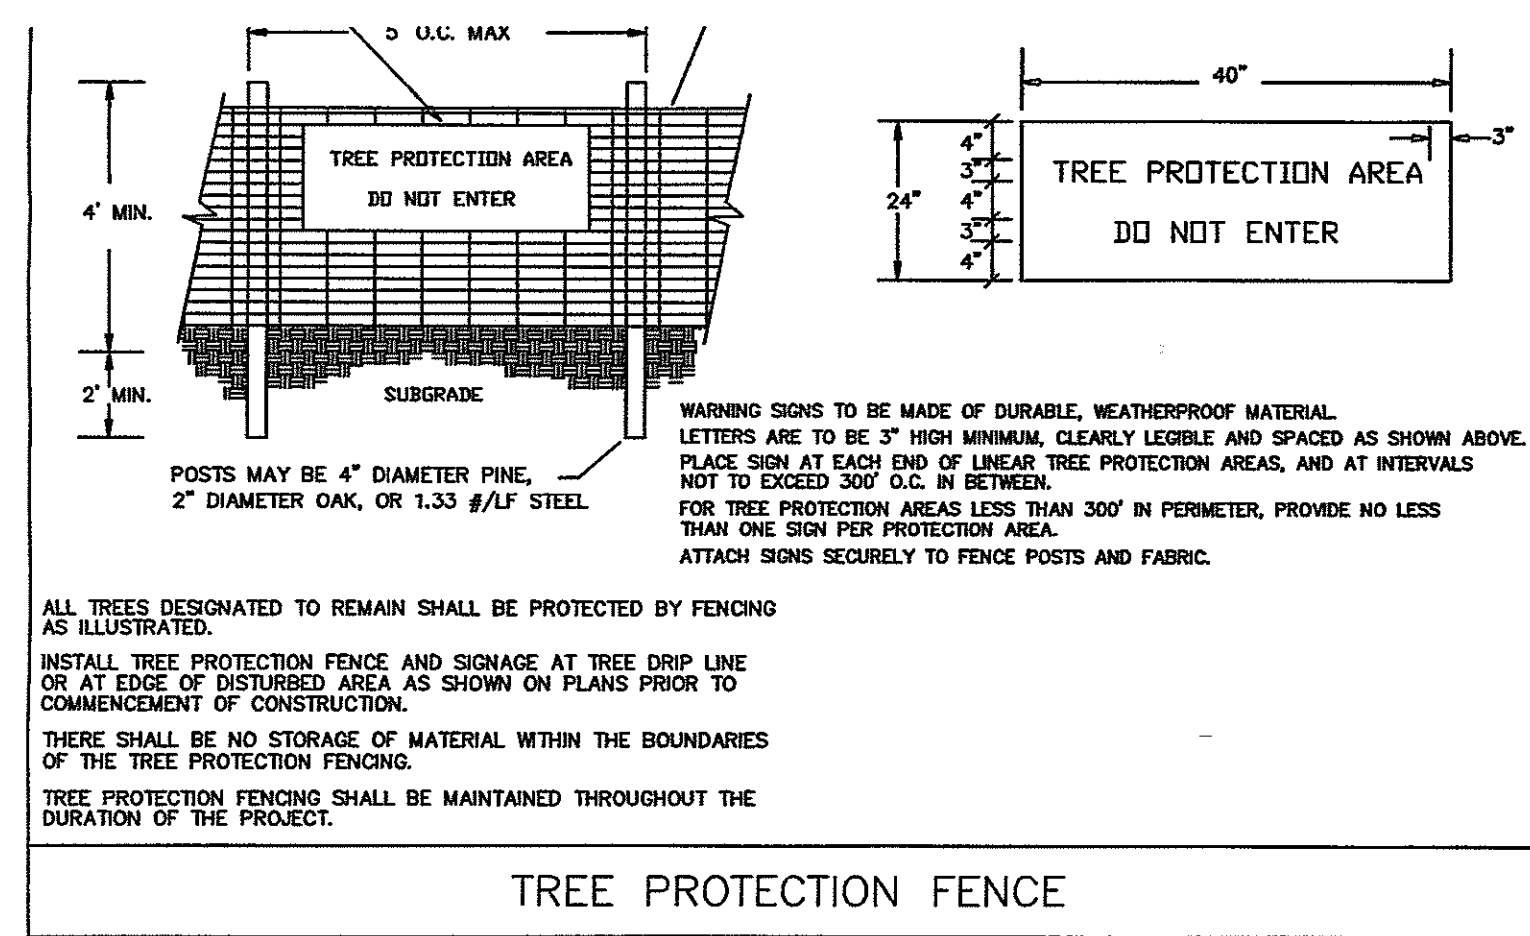 5' O.C. MAX
4' MIN.
TREE PROTECTION AREA
DO NOT ENTER
2' MIN.
SUBGRADE
POSTS MAY BE 4" DIAMETER PINE,
2" DIAMETER OAK, OR 1.33 #/LF STEEL
40"
3"
24"
4"
3"
4"
3"
4"
TREE PROTECTION AREA
DO NOT ENTER
WARNING SIGNS TO BE MADE OF DURABLE, WEATHERPROOF MATERIAL.
LETTERS ARE TO BE 3" HIGH MINIMUM, CLEARLY LEGIBLE AND SPACED AS SHOWN ABOVE.
PLACE SIGN AT EACH END OF LINEAR TREE PROTECTION AREAS, AND AT INTERVALS
NOT TO EXCEED 300' O.C. IN BETWEEN.
FOR TREE PROTECTION AREAS LESS THAN 300' IN PERIMETER, PROVIDE NO LESS
THAN ONE SIGN PER PROTECTION AREA.
ATTACH SIGNS SECURELY TO FENCE POSTS AND FABRIC.
ALL TREES DESIGNATED TO REMAIN SHALL BE PROTECTED BY FENCING
AS ILLUSTRATED.
INSTALL TREE PROTECTION FENCE AND SIGNAGE AT TREE DRIP LINE
OR AT EDGE OF DISTURBED AREA AS SHOWN ON PLANS PRIOR TO
COMMENCEMENT OF CONSTRUCTION.
THERE SHALL BE NO STORAGE OF MATERIAL WITHIN THE BOUNDARIES
OF THE TREE PROTECTION FENCING.
TREE PROTECTION FENCING SHALL BE MAINTAINED THROUGHOUT THE
DURATION OF THE PROJECT.
TREE PROTECTION FENCE